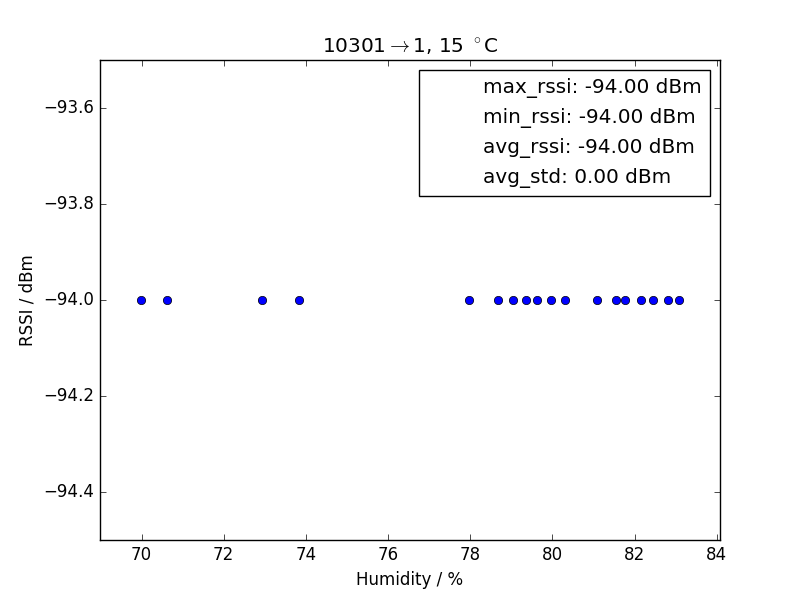 10301→1, 15 °C
max_rssi: -94.00 dBm
min_rssi: -94.00 dBm
avg_rssi: -94.00 dBm
avg_std: 0.00 dBm
−93.6
−93.8
−94.0
−94.2
−94.4
RSSI / dBm
70 72 74 76 78 80 82 84
Humidity / %